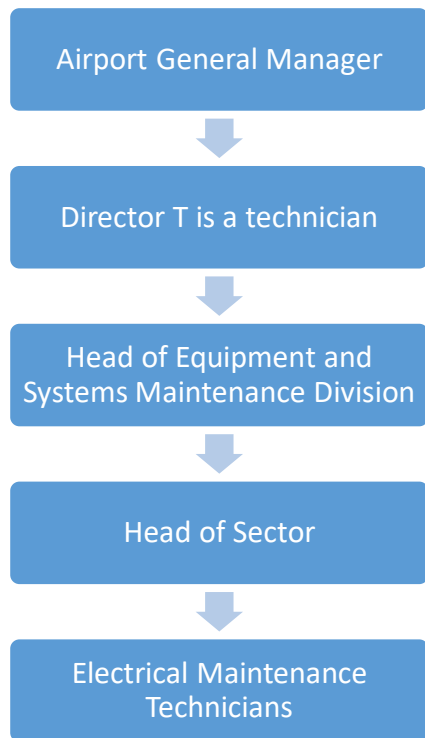 Airport General Manager
Director T is a technician
Head of Equipment and
Systems Maintenance Division
Head of Sector
Electrical Maintenance
Technicians